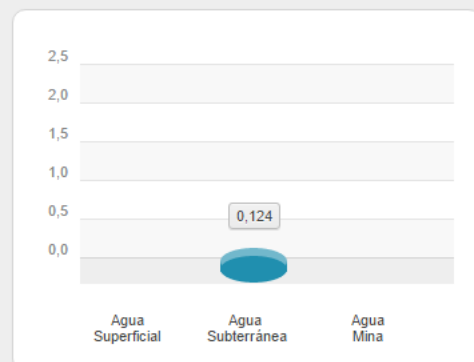 2,5
2,0
1,5
1,0
0,5
0,124
0,0
Agua
Superficial
Agua
Subterránea
Agua
Mina